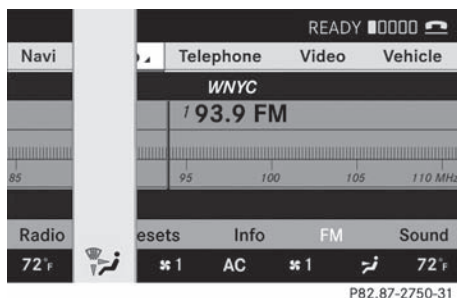 READY
Navi Telephone Video Vehicle
WNYC
1 93.9 FM
85 95 100 105 110 MHz
Radio esets Info FM Sound
72°F 1 AC 1 72°F
P82.87-2750-31